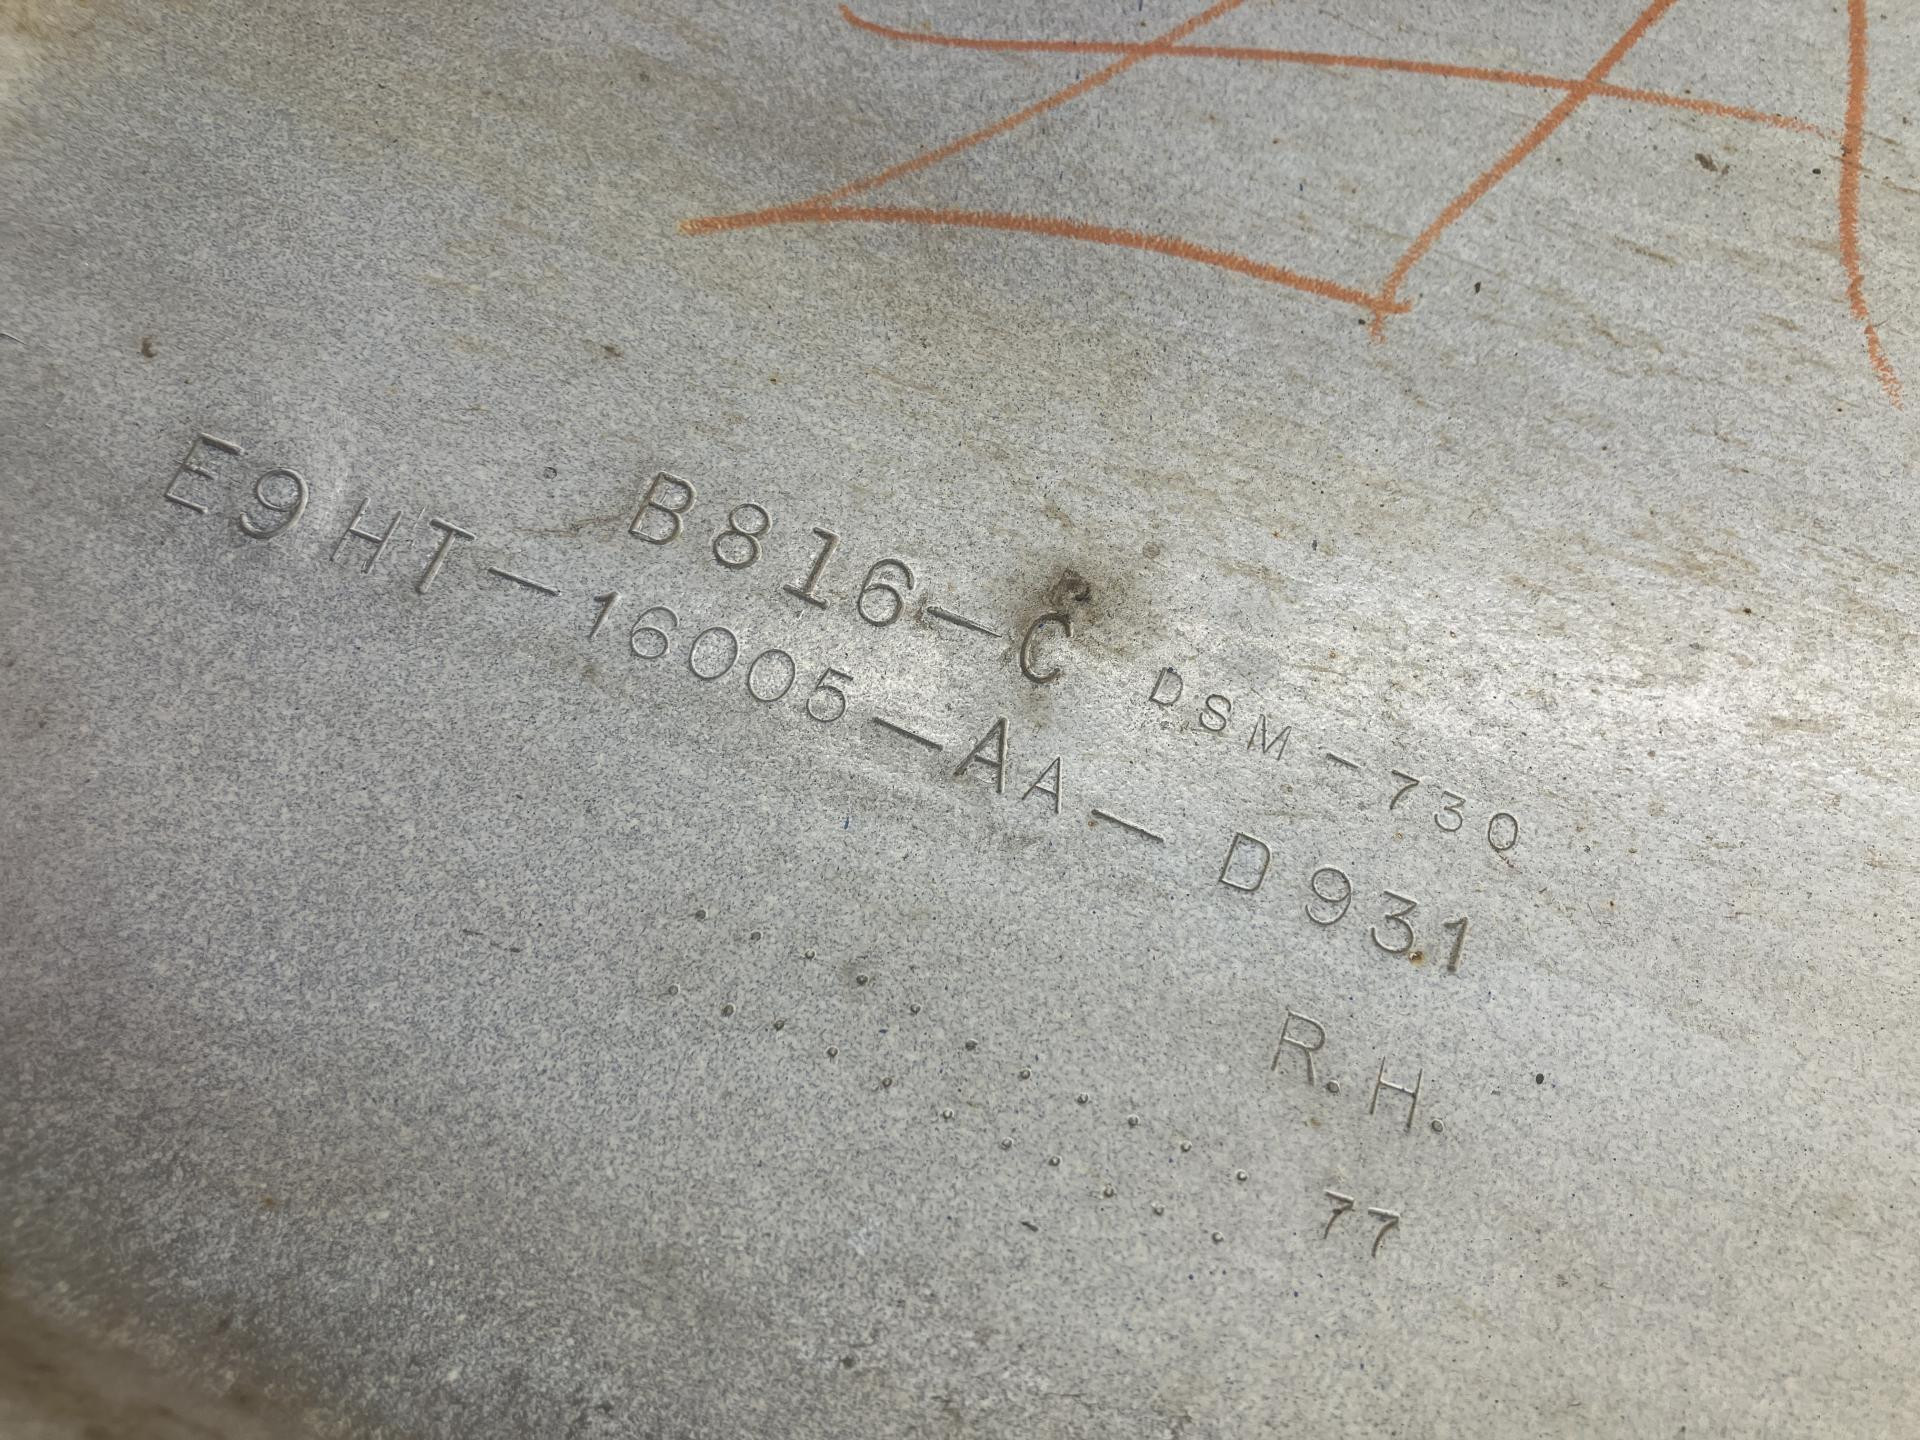 B816-C DSM-730
E9HT-16005-AA-D931
R.H.
77